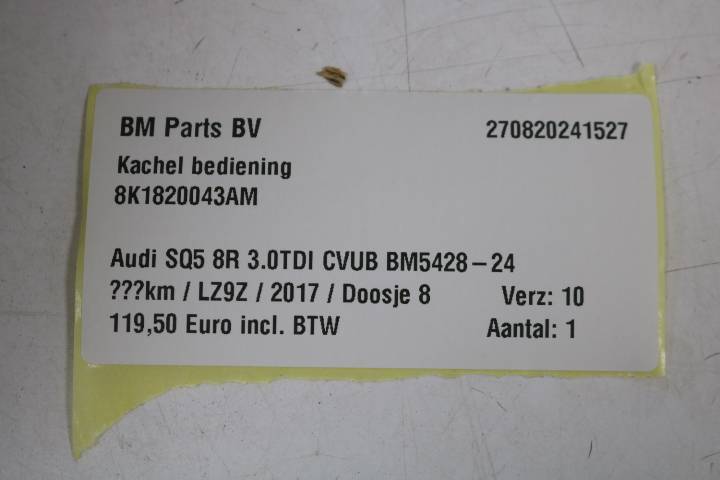 BM Parts BV 270820241527
Kachel bediening
8K1820043AM
Audi SQ5 8R 3.0TDI CVUB BM5428-24
???km / LZ9Z / 2017 / Doosje 8 Verz: 10
119,50 Euro incl. BTW Aantal: 1